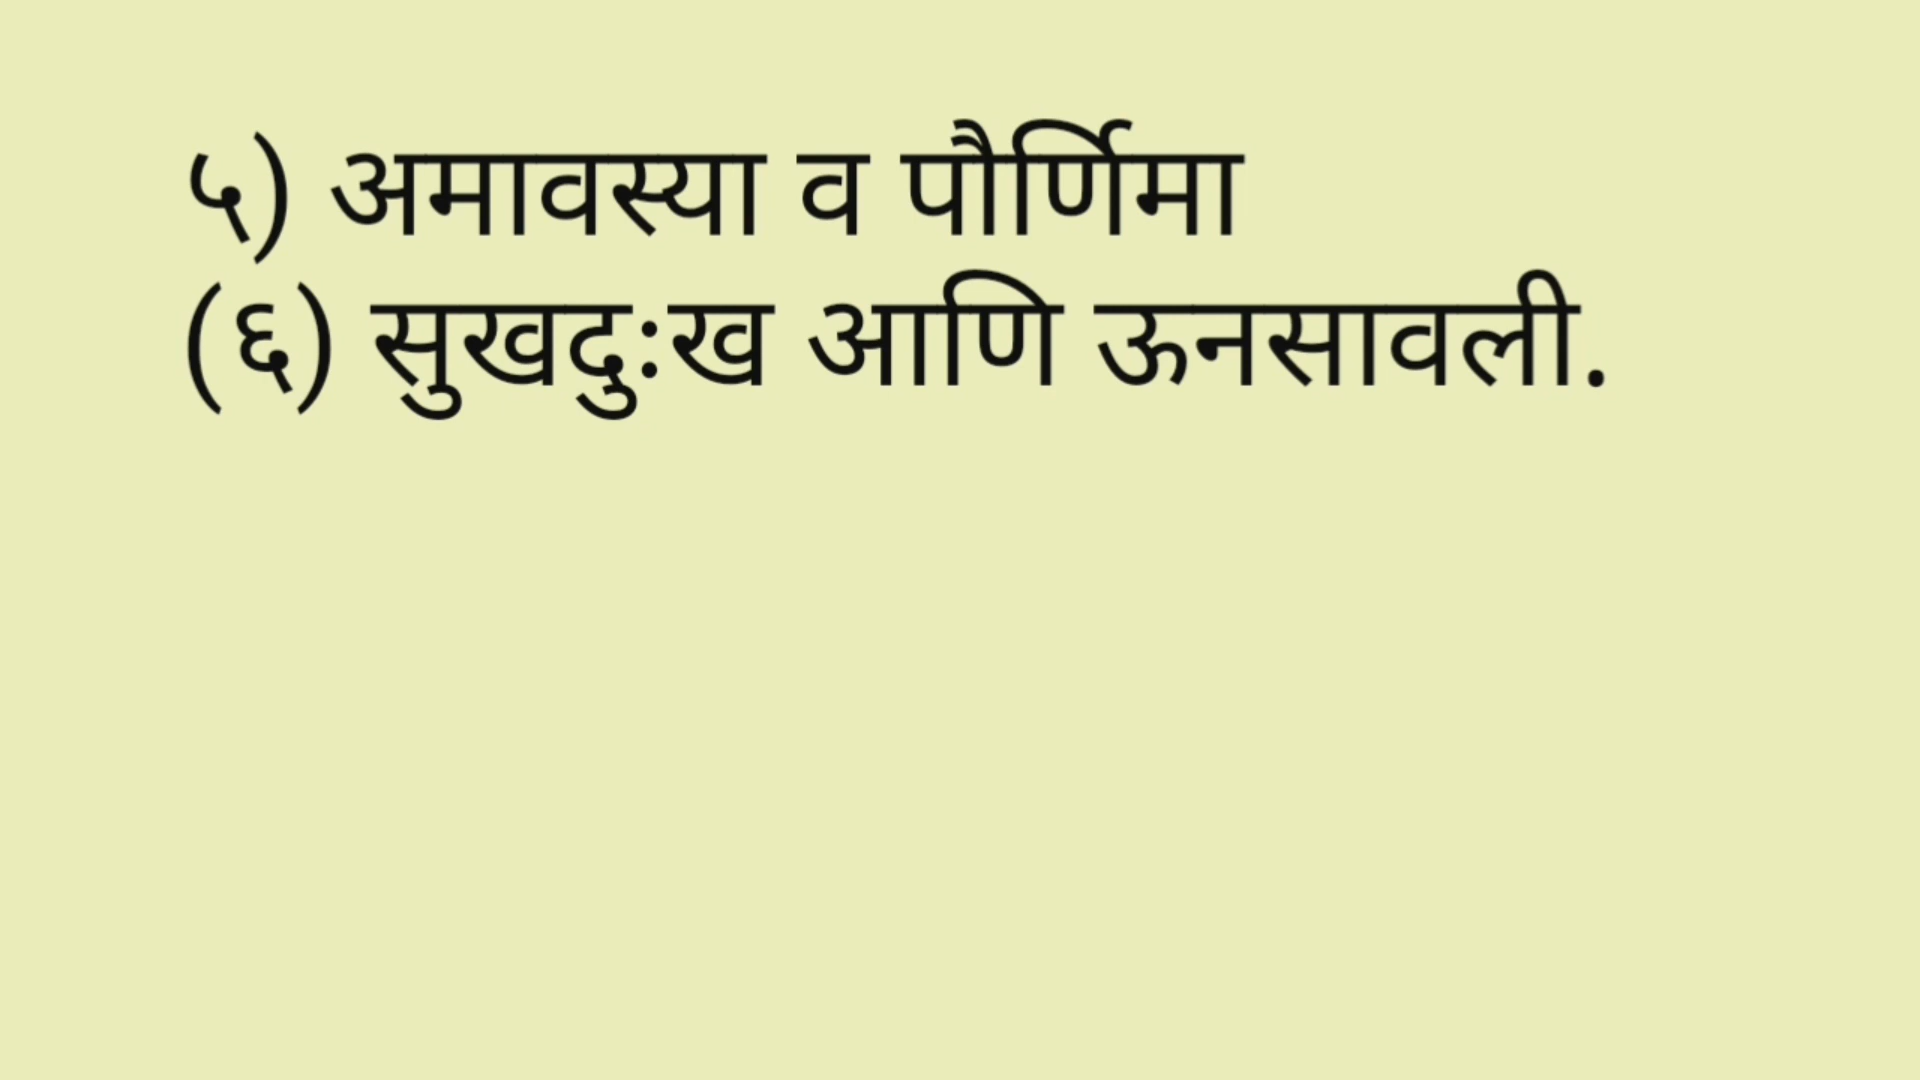 ५) अमावस्या व पौर्णिमा
(६) सुखदुःख आणि ऊनसावली.